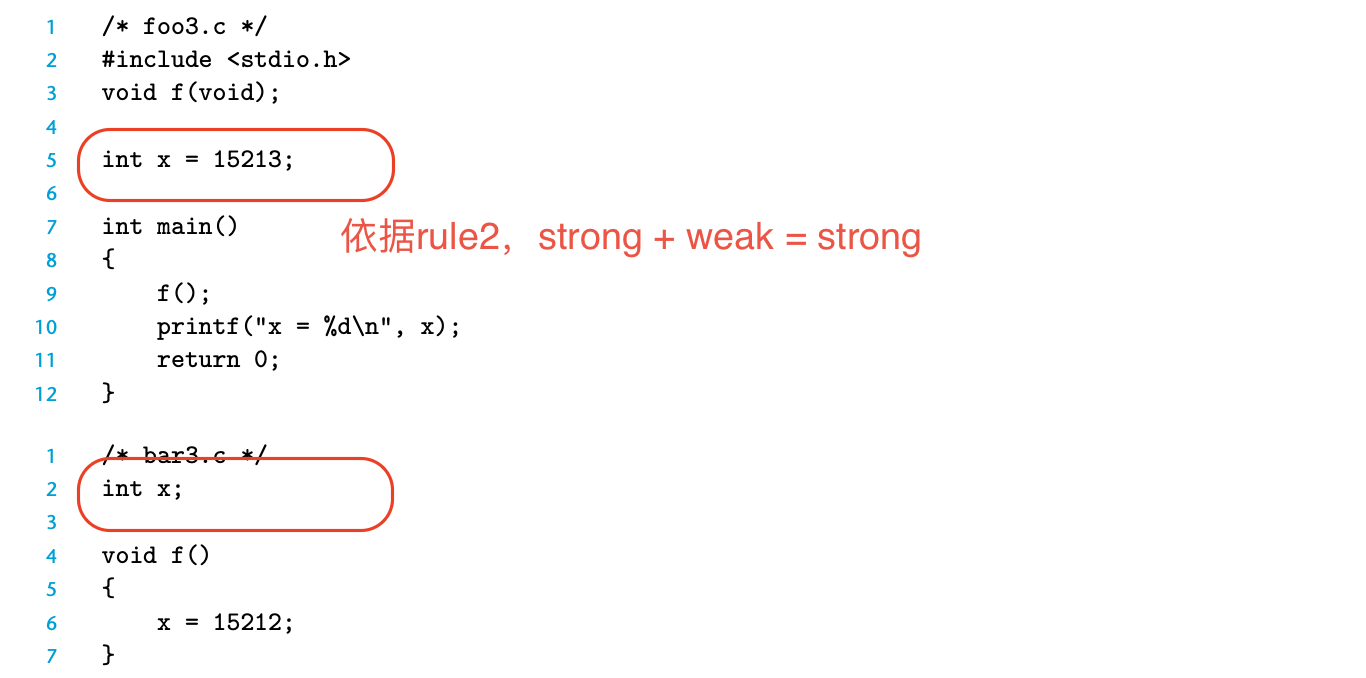 1 /* foo3.c */
2 #include <stdio.h>
3 void f(void);
4
5 int x = 15213;
6
7 int main()
依据rule2，strong + weak = strong
8 {
9 f();
10 printf("x = %d\n", x);
11 return 0;
12 }
1 /* bar3.c */
2 int x;
3
4 void f()
5 {
6 x = 15212;
7 }